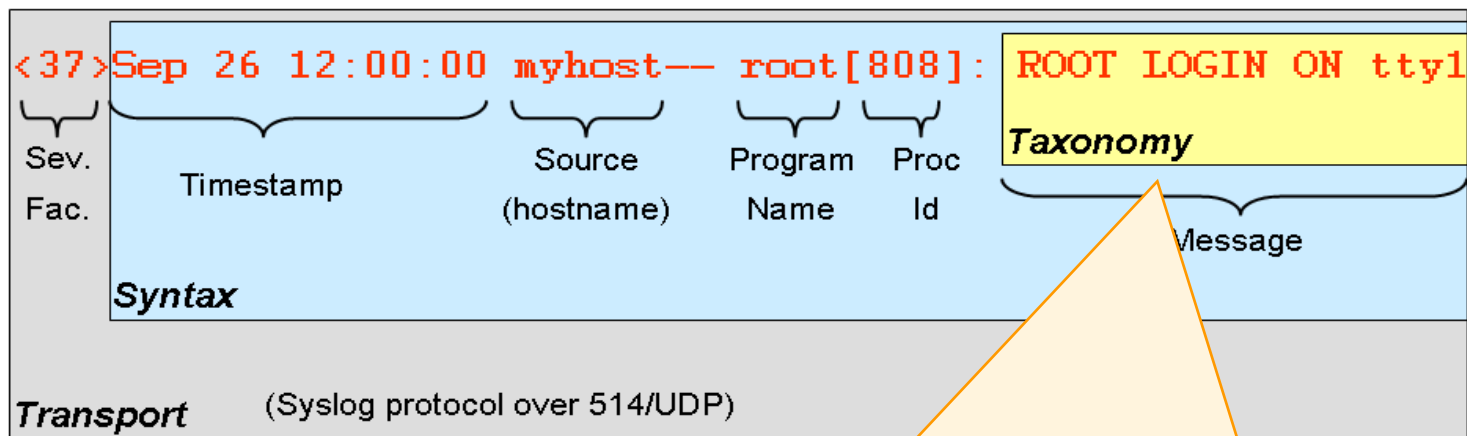 <37>Sep 26 12:00:00 myhost-- root[808]: ROOT LOGIN ON tty1
Taxonomy
Sev.
Fac.
Timestamp
Source
(hostname)
Program
Name
Proc
Id
Message
Syntax
Transport (Syslog protocol over 514/UDP)